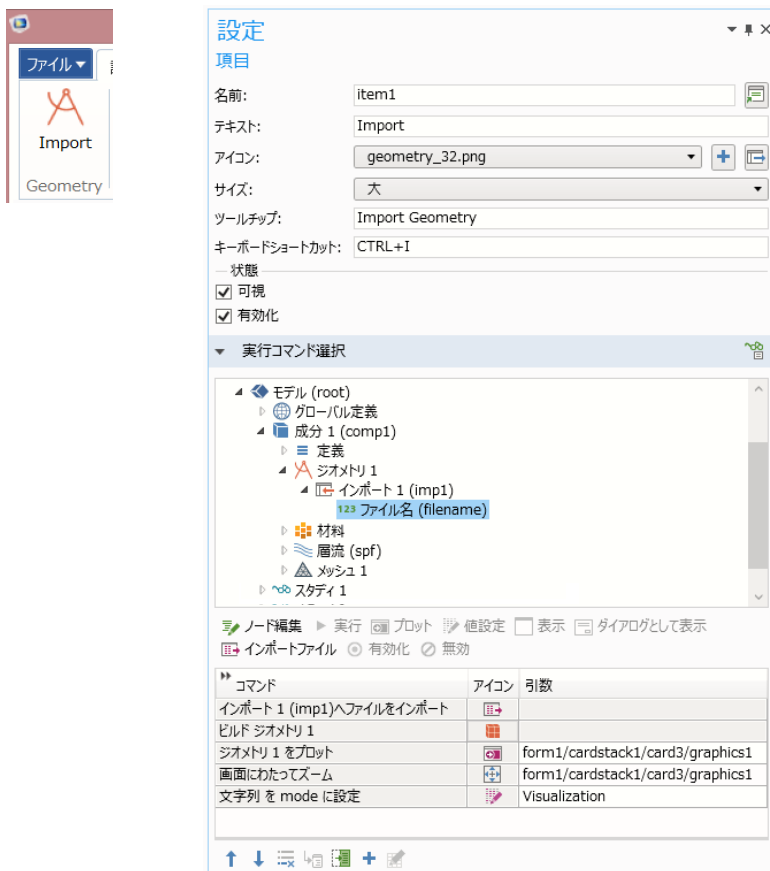 ファイル
Import
Geometry
設定
項目
名前: item1
テキスト: Import
アイコン: geometry_32.png
サイズ: 大
ツールチップ: Import Geometry
キーボードショートカット: CTRL+I
状態
可視
有効化
実行コマンド選択
モデル (root)
グローバル定義
成分 1 (comp1)
定義
ジオメトリ 1
インポート 1 (imp1)
123 ファイル名 (filename)
材料
層流 (spf)
メッシュ 1
スタディ 1
ノード編集 実行 プロット 値設定 表示 ダイアログとして表示
インポートファイル 有効化 無効
コマンド アイコン 引数
インポート 1 (imp1)へファイルをインポート
ビルド ジオメトリ 1
ジオメトリ 1 をプロット form1/cardstack1/card3/graphics1
画面にわたってズーム form1/cardstack1/card3/graphics1
文字列 を mode に設定 Visualization